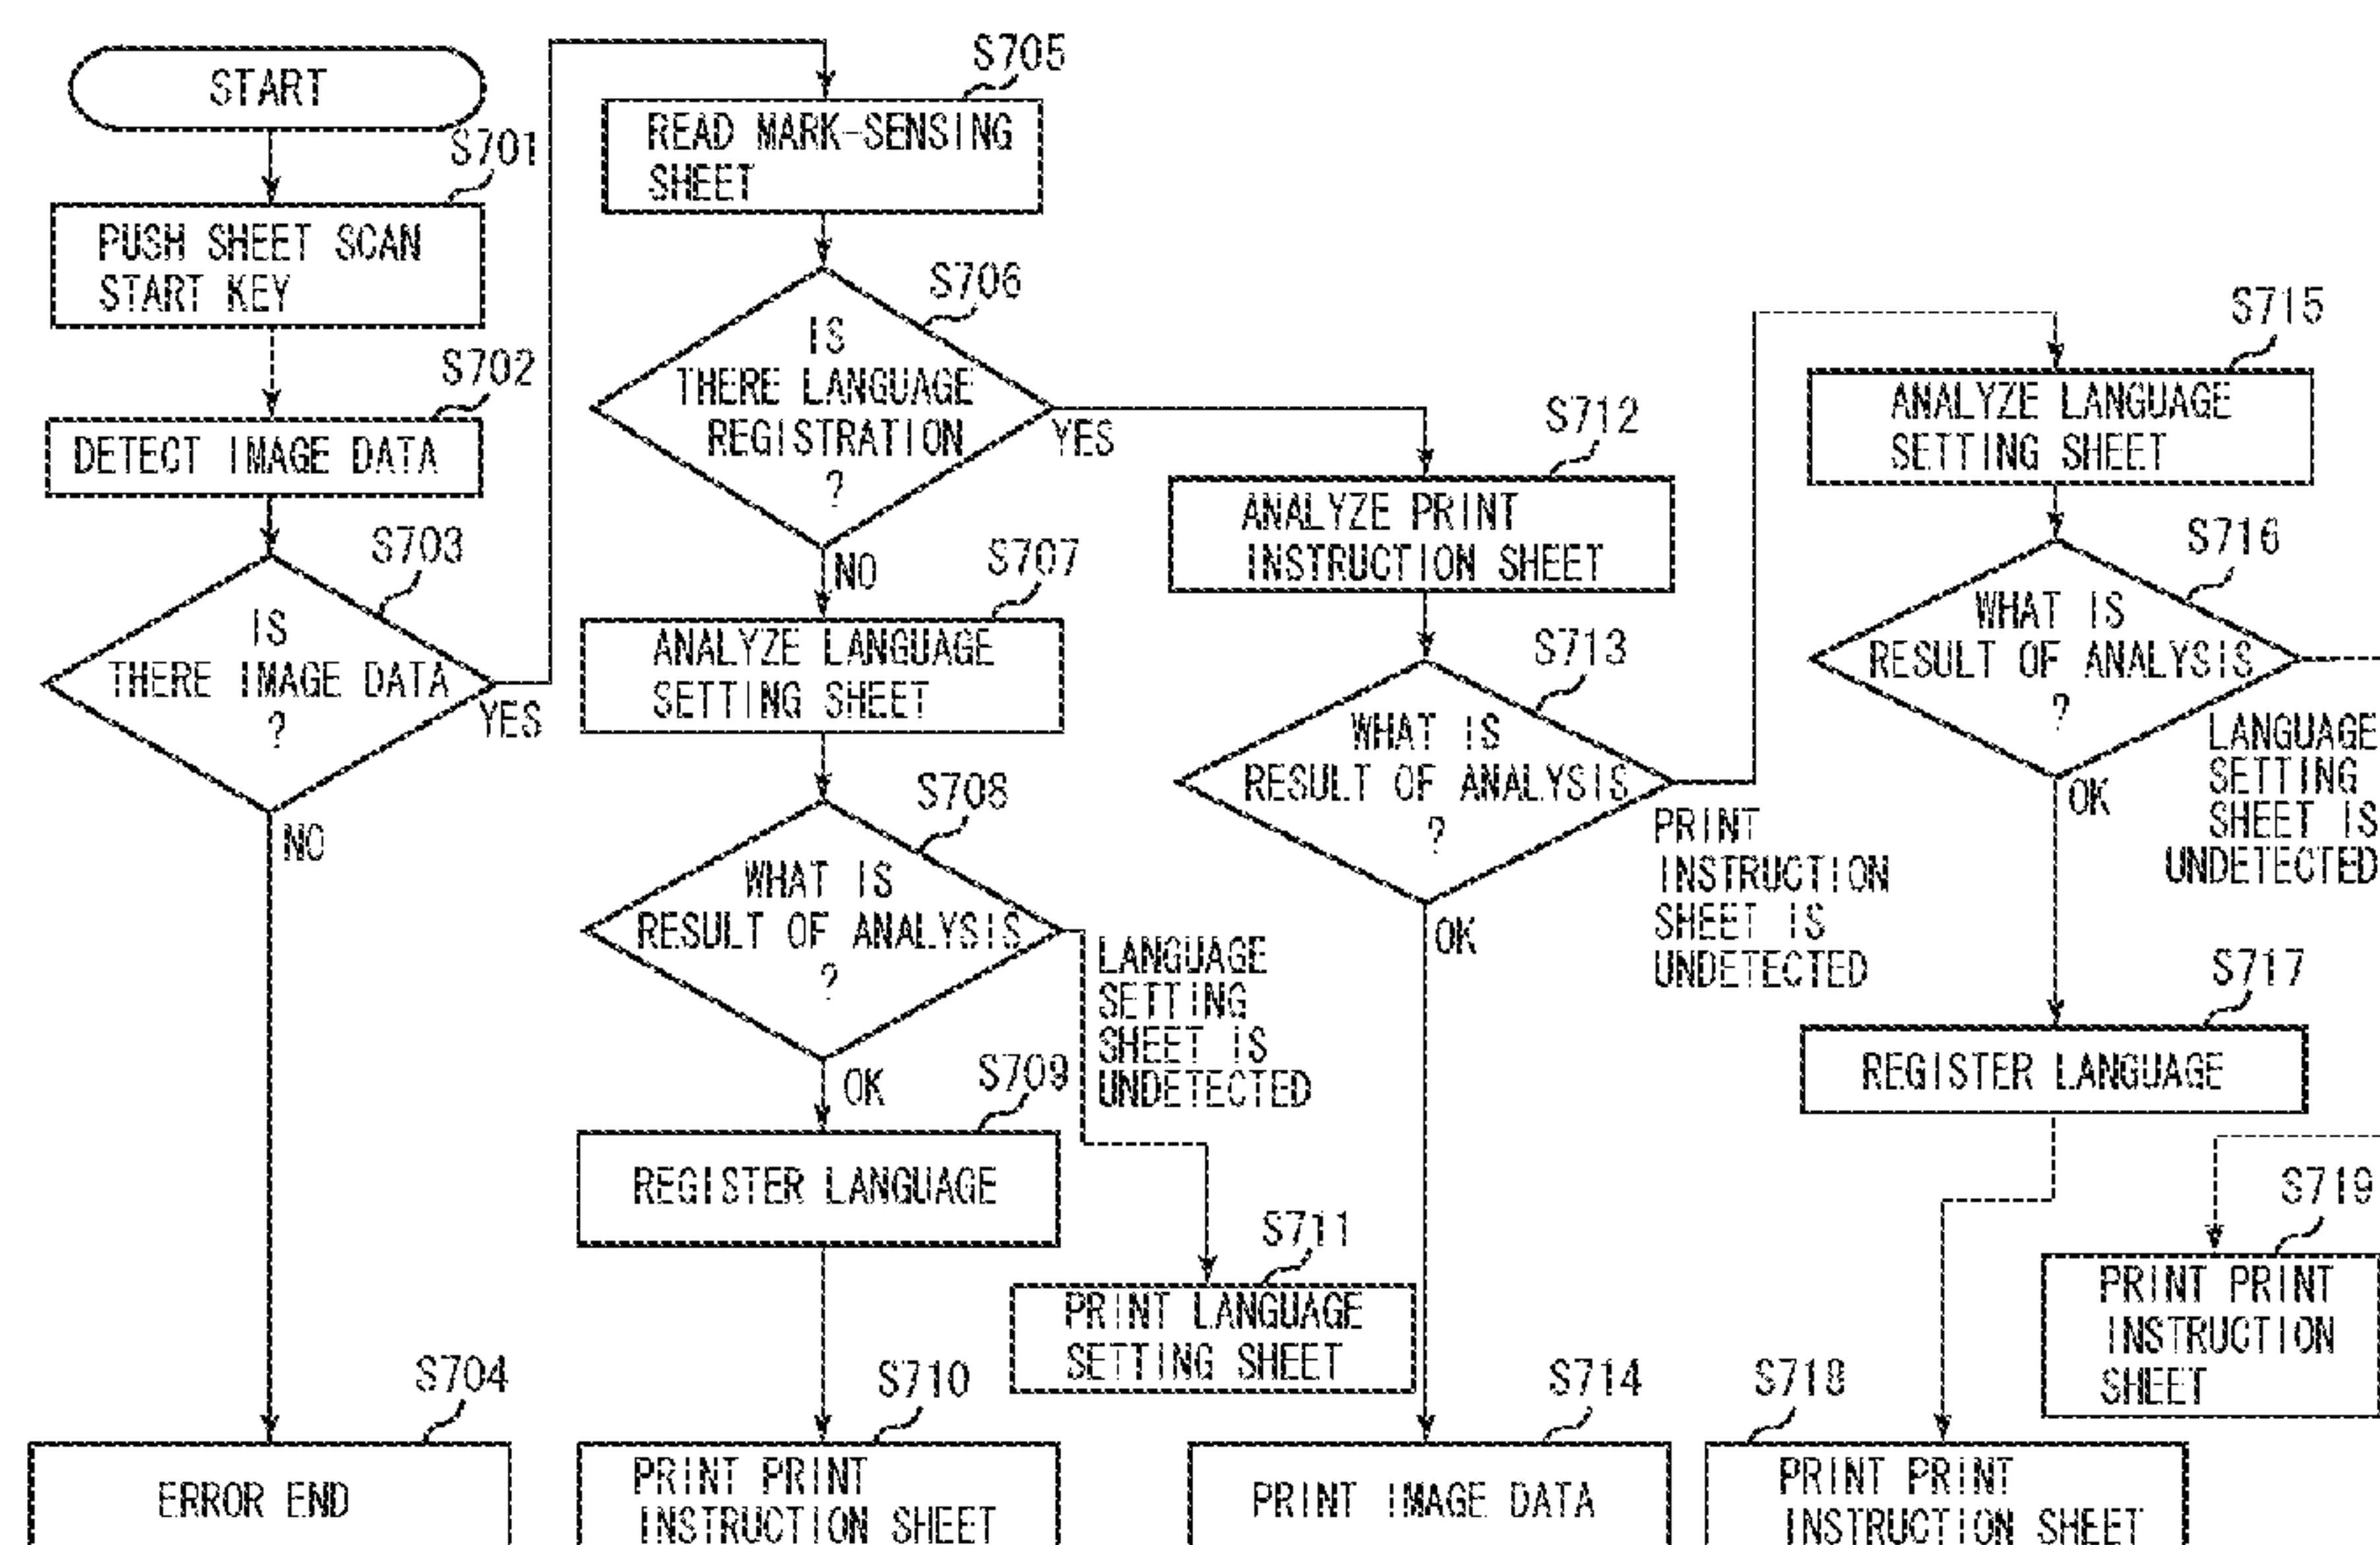 START
S701
PUSH SHEET SCAN
START KEY
S702
DETECT IMAGE DATA
S703
IS
THERE IMAGE DATA
?
YES
NO
S704
ERROR END
S705
READ MARK-SENSING
SHEET
S706
IS
THERE LANGUAGE
REGISTRATION
?
YES
NO
S707
ANALYZE LANGUAGE
SETTING SHEET
S708
WHAT IS
RESULT OF ANALYSIS
?
LANGUAGE
SETTING
SHEET IS
UNDETECTED
OK
S709
REGISTER LANGUAGE
S710
PRINT PRINT
INSTRUCTION SHEET
S711
PRINT LANGUAGE
SETTING SHEET
S712
ANALYZE PRINT
INSTRUCTION SHEET
S713
WHAT IS
RESULT OF ANALYSIS
?
PRINT
INSTRUCTION
SHEET IS
UNDETECTED
OK
S714
PRINT IMAGE DATA
S715
ANALYZE LANGUAGE
SETTING SHEET
S716
WHAT IS
RESULT OF ANALYSIS
?
LANGUAGE
SETTING
SHEET IS
UNDETECTED
OK
S717
REGISTER LANGUAGE
S718
PRINT PRINT
INSTRUCTION SHEET
S719
PRINT PRINT
INSTRUCTION
SHEET